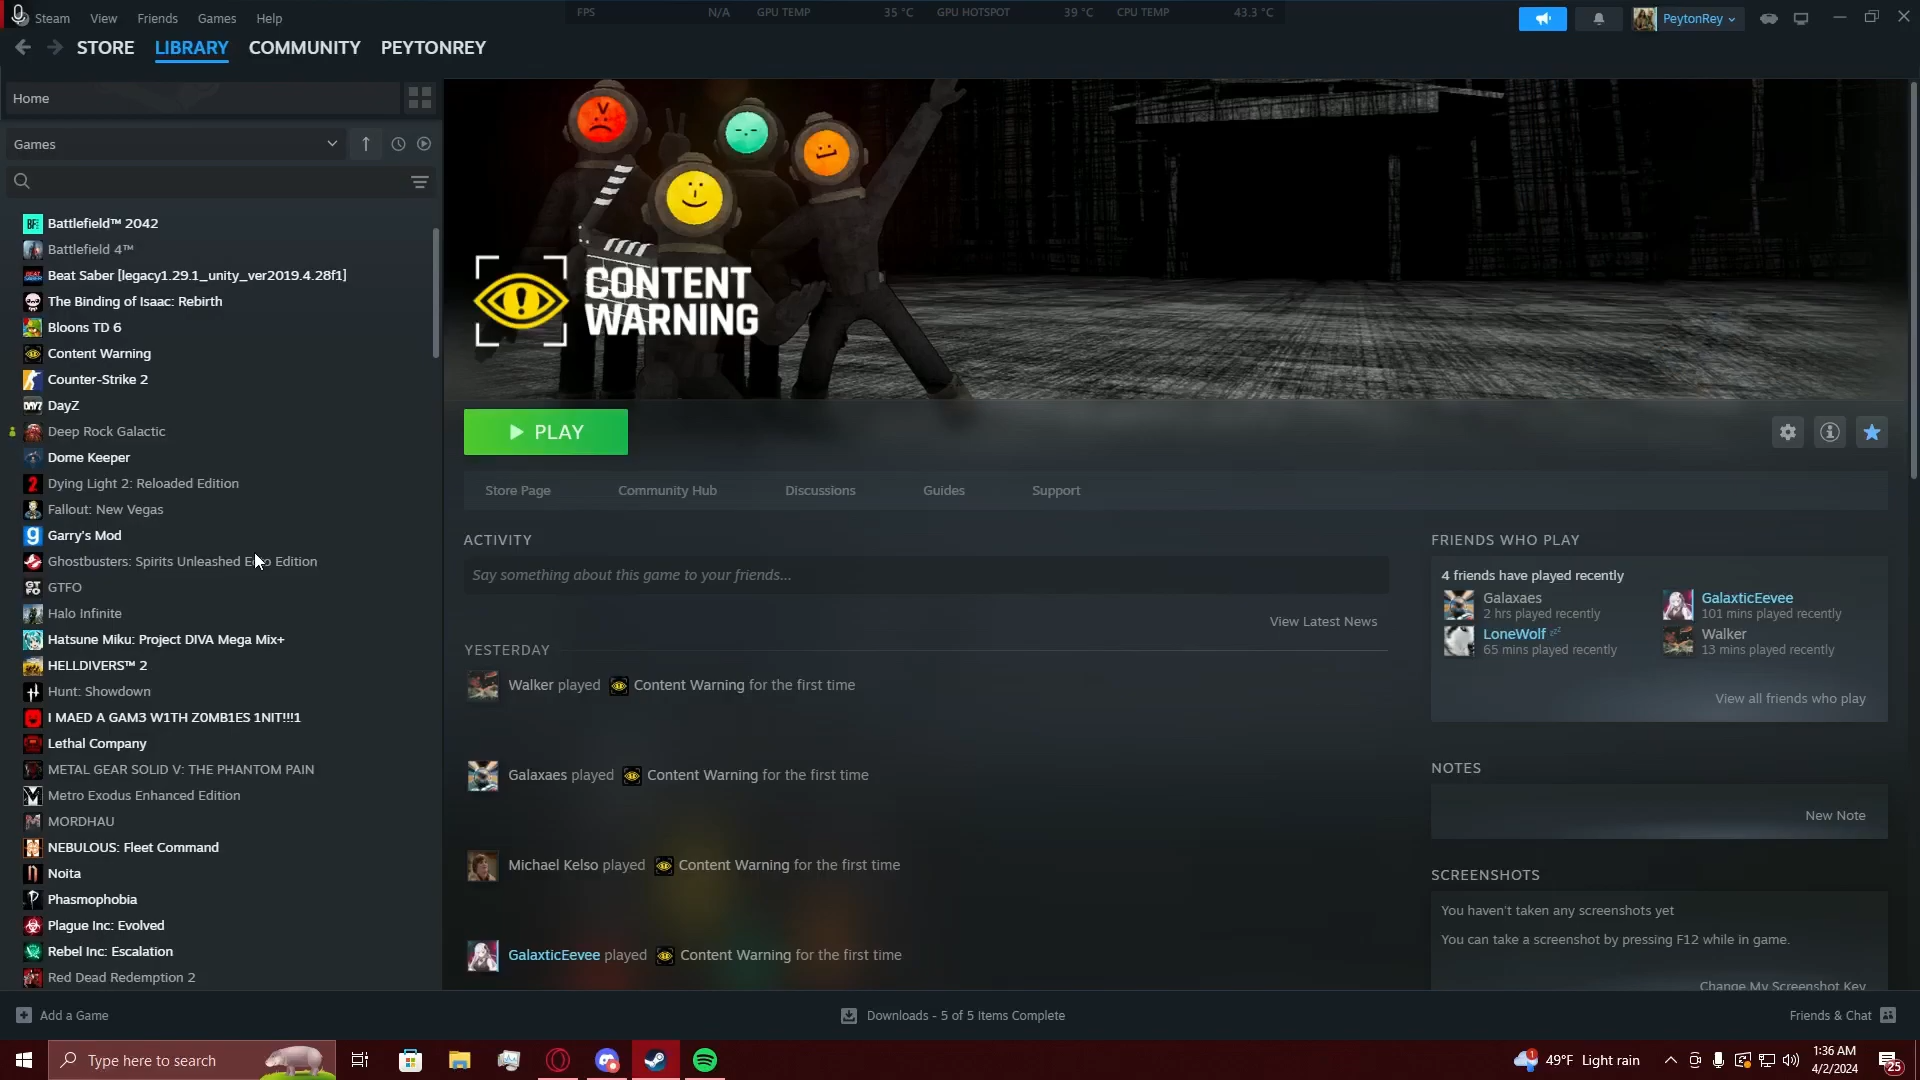 Steam View Friends Games Help
FPS N/A GPU TEMP 35 °C GPU HOTSPOT 39 °C CPU TEMP 43.3 °C
PeytonRey
STORE LIBRARY COMMUNITY PEYTONREY
Home
Games
Battlefield™ 2042
Battlefield 4™
Beat Saber [legacy1.29.1_unity_ver2019.4.28f1]
The Binding of Isaac: Rebirth
Bloons TD 6
Content Warning
Counter-Strike 2
DayZ
Deep Rock Galactic
Dome Keeper
Dying Light 2: Reloaded Edition
Fallout: New Vegas
Garry's Mod
Ghostbusters: Spirits Unleashed Edition
GTFO
Halo Infinite
Hatsune Miku: Project DIVA Mega Mix+
HELLDIVERS™ 2
Hunt: Showdown
I MAED A GAM3 W1TH Z0MB1ES 1NIT!!!1
Lethal Company
METAL GEAR SOLID V: THE PHANTOM PAIN
Metro Exodus Enhanced Edition
MORDHAU
NEBULOUS: Fleet Command
Noita
Phasmophobia
Plague Inc: Evolved
Rebel Inc: Escalation
Red Dead Redemption 2
CONTENT
WARNING
PLAY
Store Page Community Hub Discussions Guides Support
ACTIVITY
Say something about this game to your friends...
View Latest News
YESTERDAY
Walker played Content Warning for the first time
Galaxaes played Content Warning for the first time
Michael Kelso played Content Warning for the first time
GalaxticEevee played Content Warning for the first time
FRIENDS WHO PLAY
4 friends have played recently
Galaxaes
2 hrs played recently
GalaxticEevee
101 mins played recently
LoneWolf
65 mins played recently
Walker
13 mins played recently
View all friends who play
NOTES
New Note
SCREENSHOTS
You haven't taken any screenshots yet
You can take a screenshot by pressing F12 while in game.
Change My Screenshot Key
Add a Game
Downloads - 5 of 5 Items Complete
Friends & Chat
Type here to search
1
49°F Light rain
1:36 AM
4/2/2024
25